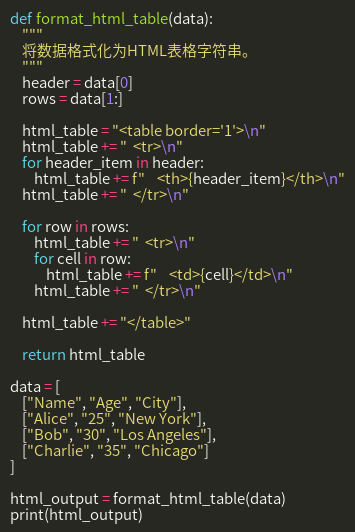 def format_html_table(data):
    """
    将数据格式化为HTML表格字符串。
    """
    header = data[0]
    rows = data[1:]

    html_table = "<table border='1'>\n"
    html_table += "  <tr>\n"
    for header_item in header:
        html_table += f"    <th>{header_item}</th>\n"
    html_table += "  </tr>\n"

    for row in rows:
        html_table += "  <tr>\n"
        for cell in row:
            html_table += f"    <td>{cell}</td>\n"
        html_table += "  </tr>\n"

    html_table += "</table>"

    return html_table

data = [
    ["Name", "Age", "City"],
    ["Alice", "25", "New York"],
    ["Bob", "30", "Los Angeles"],
    ["Charlie", "35", "Chicago"]
]

html_output = format_html_table(data)
print(html_output)